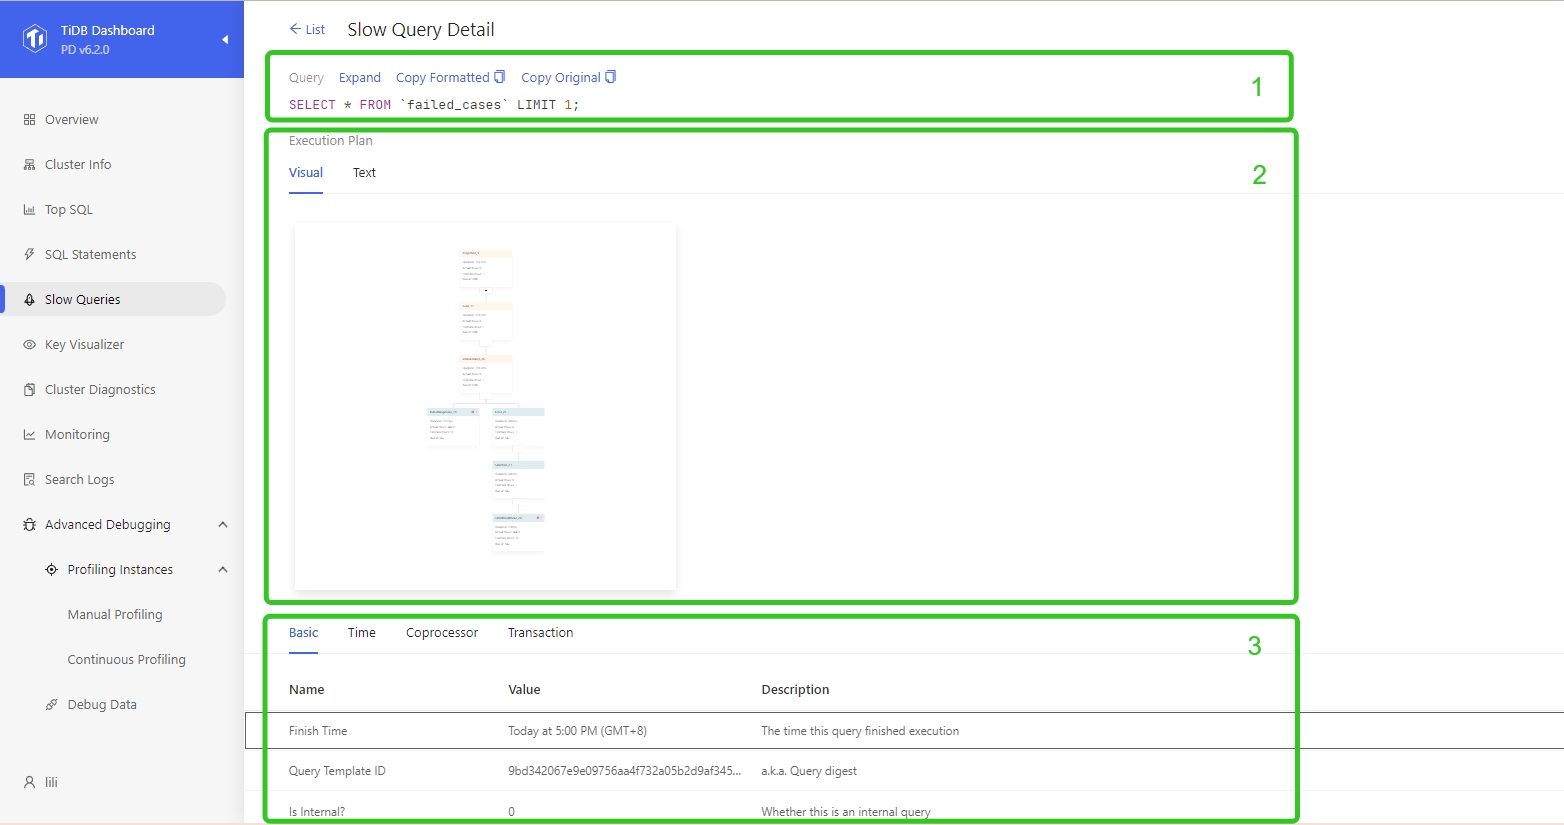 TiDB Dashboard
PD v6.2.0
Overview
Cluster Info
Top SQL
SQL Statements
Slow Queries
Key Visualizer
Cluster Diagnostics
Monitoring
Search Logs
Advanced Debugging
Profiling Instances
Manual Profiling
Continuous Profiling
Debug Data
lili
List Slow Query Detail
Query Expand Copy Formatted Copy Original
1
SELECT * FROM `failed_cases` LIMIT 1;
Execution Plan
2
Visual Text
Basic Time Coprocessor Transaction
3
Name Value Description
Finish Time Today at 5:00 PM (GMT+8) The time this query finished execution
Query Template ID 9bd342067e9e09756aa4f732a05b2d9af345... a.k.a. Query digest
Is Internal? 0 Whether this is an internal query